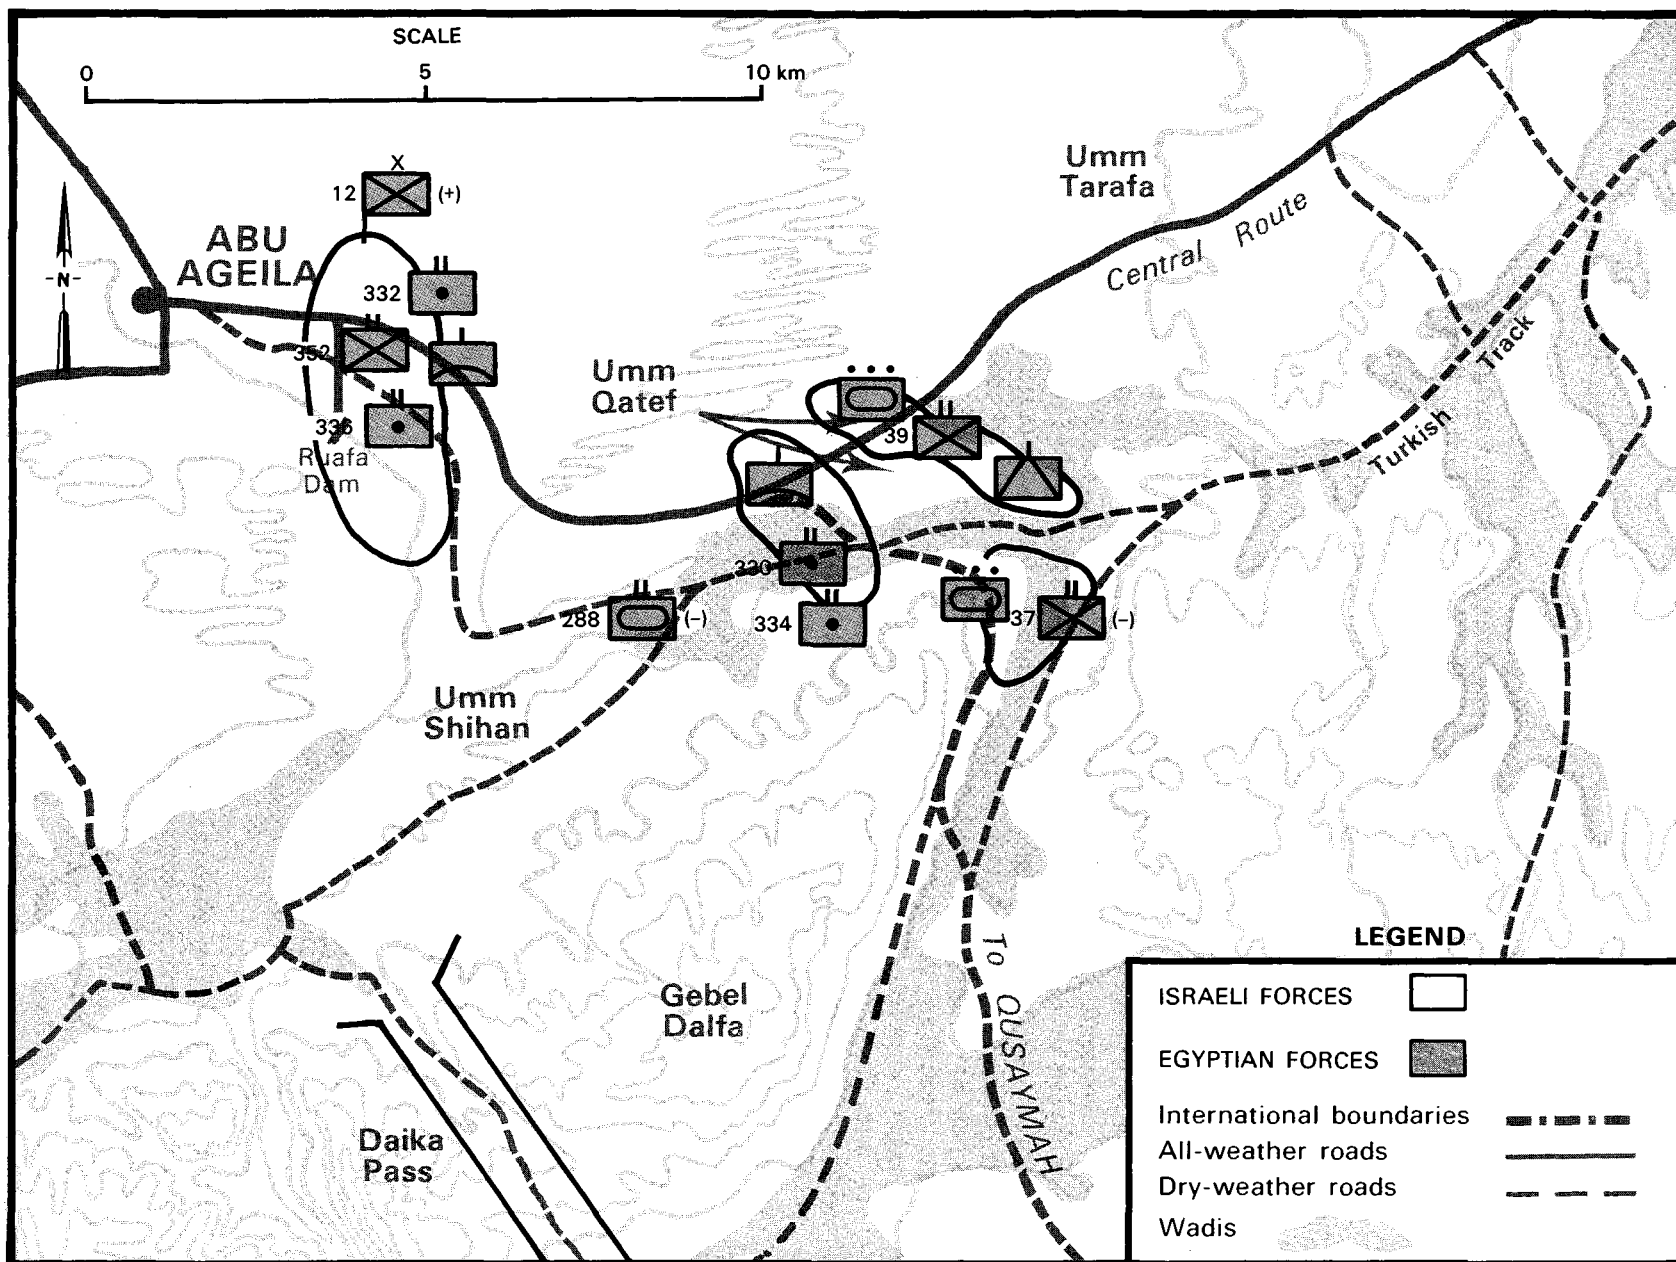 SCALE
0 5 10 km
X
12 (+)
-N-
ABU
AGEILA
332
352
336
Ruafa
Dam
Umm
Qatef
Umm
Tarafa
Central Route
Turkish Track
39
330
334
288 (–)
37 (–)
Umm
Shihan
Gebel
Dalfa
Daika
Pass
To QUSAYMAH
LEGEND
ISRAELI FORCES
EGYPTIAN FORCES
International boundaries
All-weather roads
Dry-weather roads
Wadis